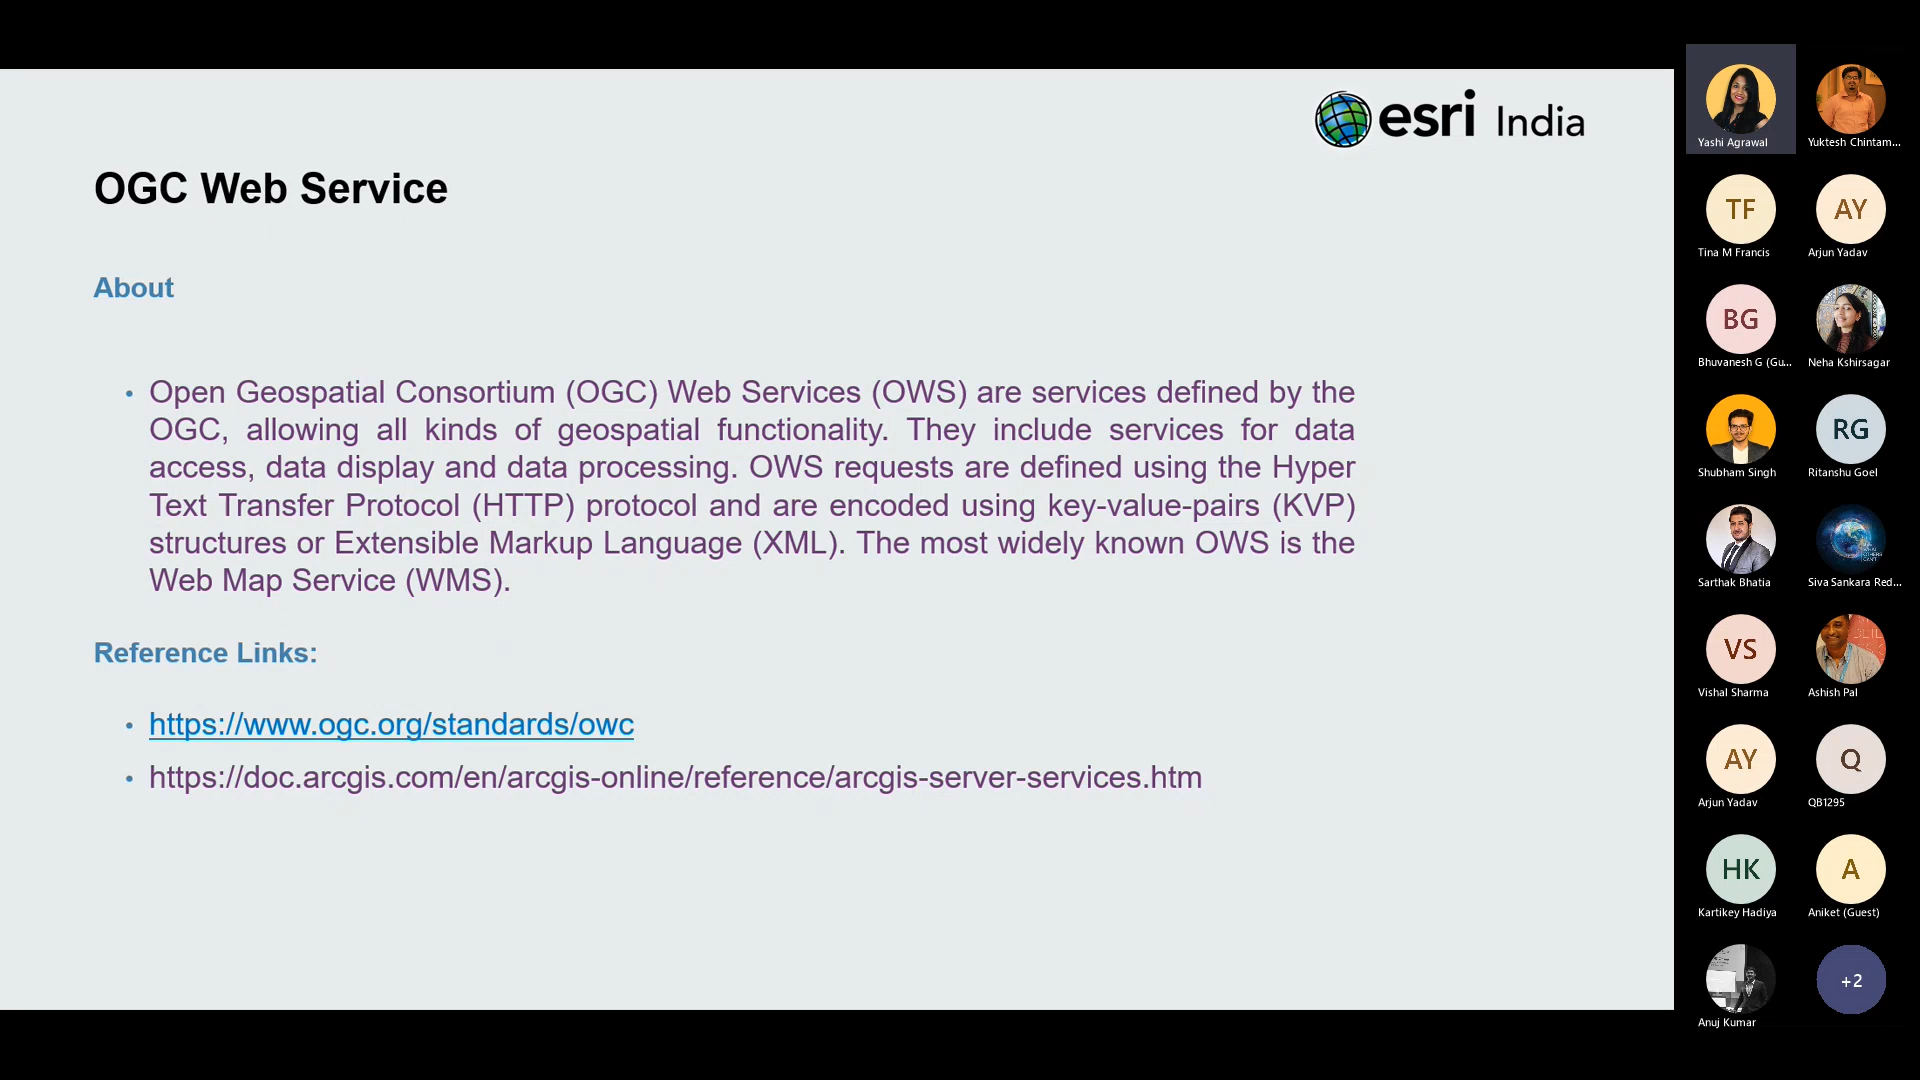 esri India
OGC Web Service
About
• Open Geospatial Consortium (OGC) Web Services (OWS) are services defined by the
OGC, allowing all kinds of geospatial functionality. They include services for data
access, data display and data processing. OWS requests are defined using the Hyper
Text Transfer Protocol (HTTP) protocol and are encoded using key-value-pairs (KVP)
structures or Extensible Markup Language (XML). The most widely known OWS is the
Web Map Service (WMS).
Reference Links:
• https://www.ogc.org/standards/owc
• https://doc.arcgis.com/en/arcgis-online/reference/arcgis-server-services.htm
Yashi Agrawal
Yuktesh Chintam...
TF
Tina M Francis
AY
Arjun Yadav
BG
Bhuvanesh G (Gu...
Neha Kshirsagar
Shubham Singh
RG
Ritanshu Goel
Sarthak Bhatia
Siva Sankara Red...
VS
Vishal Sharma
Ashish Pal
AY
Arjun Yadav
Q
QB1295
HK
Kartikey Hadiya
A
Aniket (Guest)
Anuj Kumar
+2